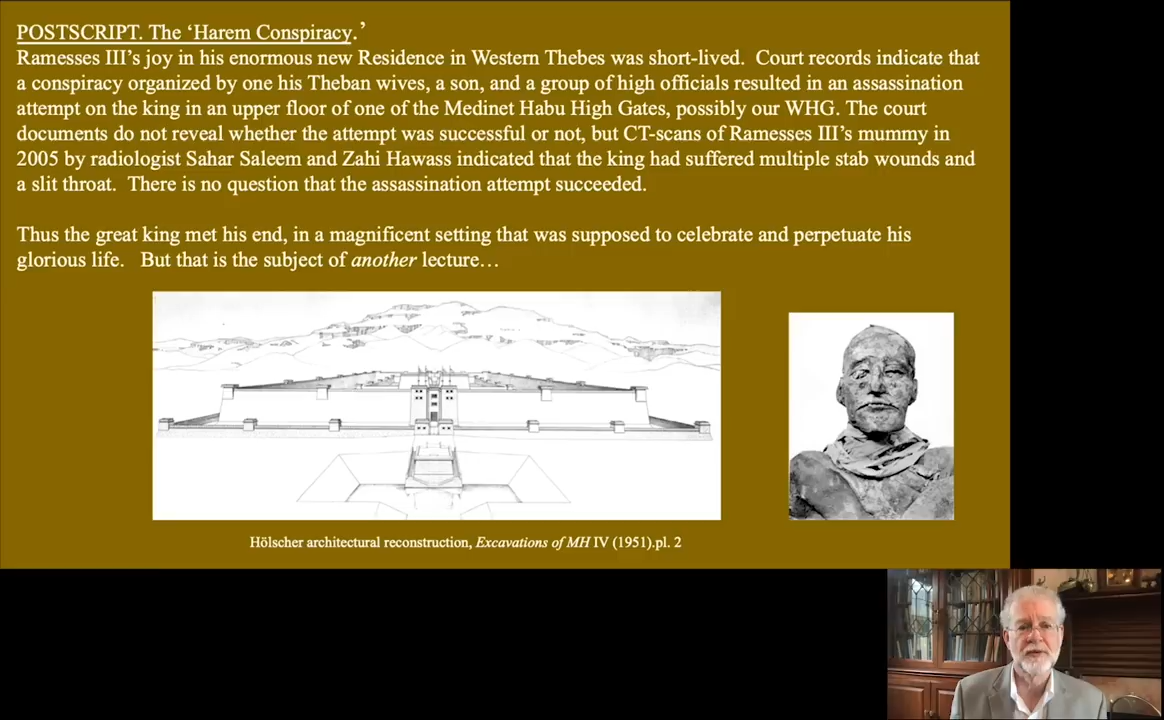 POSTSCRIPT. The ‘Harem Conspiracy.’
Ramesses III’s joy in his enormous new Residence in Western Thebes was short-lived.  Court records indicate that
a conspiracy organized by one his Theban wives, a son, and a group of high officials resulted in an assassination
attempt on the king in an upper floor of one of the Medinet Habu High Gates, possibly our WHG. The court
documents do not reveal whether the attempt was successful or not, but CT-scans of Ramesses III’s mummy in
2005 by radiologist Sahar Saleem and Zahi Hawass indicated that the king had suffered multiple stab wounds and
a slit throat.  There is no question that the assassination attempt succeeded.
Thus the great king met his end, in a magnificent setting that was supposed to celebrate and perpetuate his
glorious life.   But that is the subject of another lecture…
Hölscher architectural reconstruction, Excavations of MH IV (1951).pl. 2